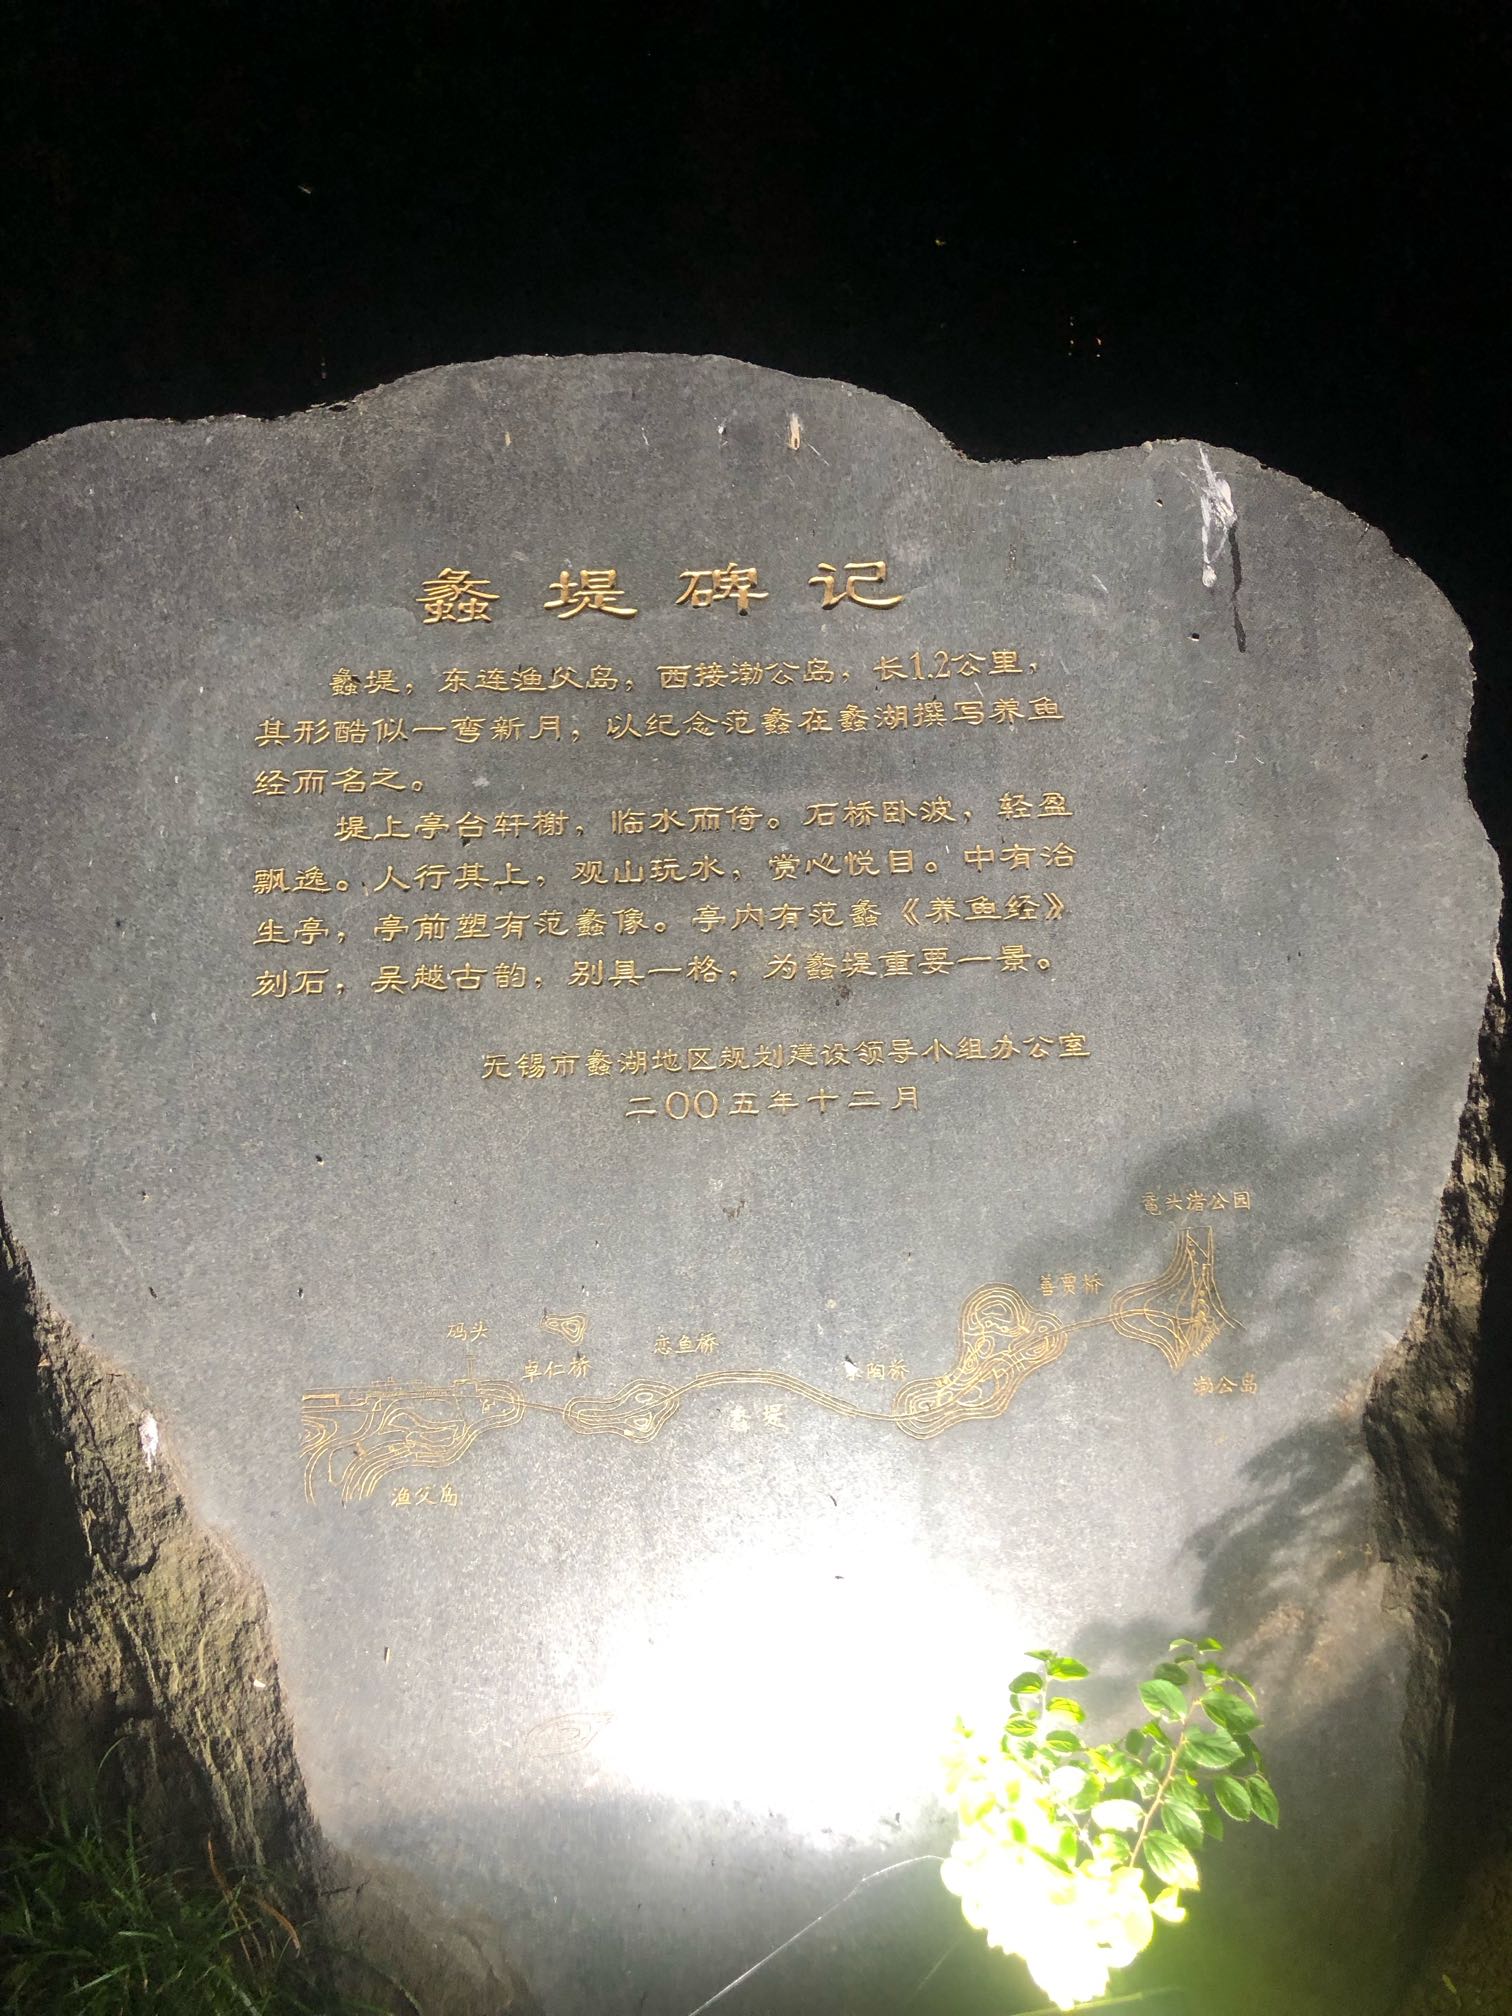 蠡堤碑记
蠡堤，东连渔父岛，西接渤公岛，长1.2公里，
其形酷似一弯新月，以纪念范蠡在蠡湖撰写养鱼
经而名之。
堤上亭台轩榭，临水而倚。石桥卧波，轻盈
飘逸。人行其上，观山玩水，赏心悦目。中有治
生亭，亭前塑有范蠡像。亭内有范蠡《养鱼经》
刻石，吴越古韵，别具一格，为蠡堤重要一景。
无锡市蠡湖地区规划建设领导小组办公室
二〇〇五年十二月
鼋头渚公园
善贾桥
码头
卓仁桥
恋鱼桥
陶桥
渤公岛
蠡堤
渔父岛